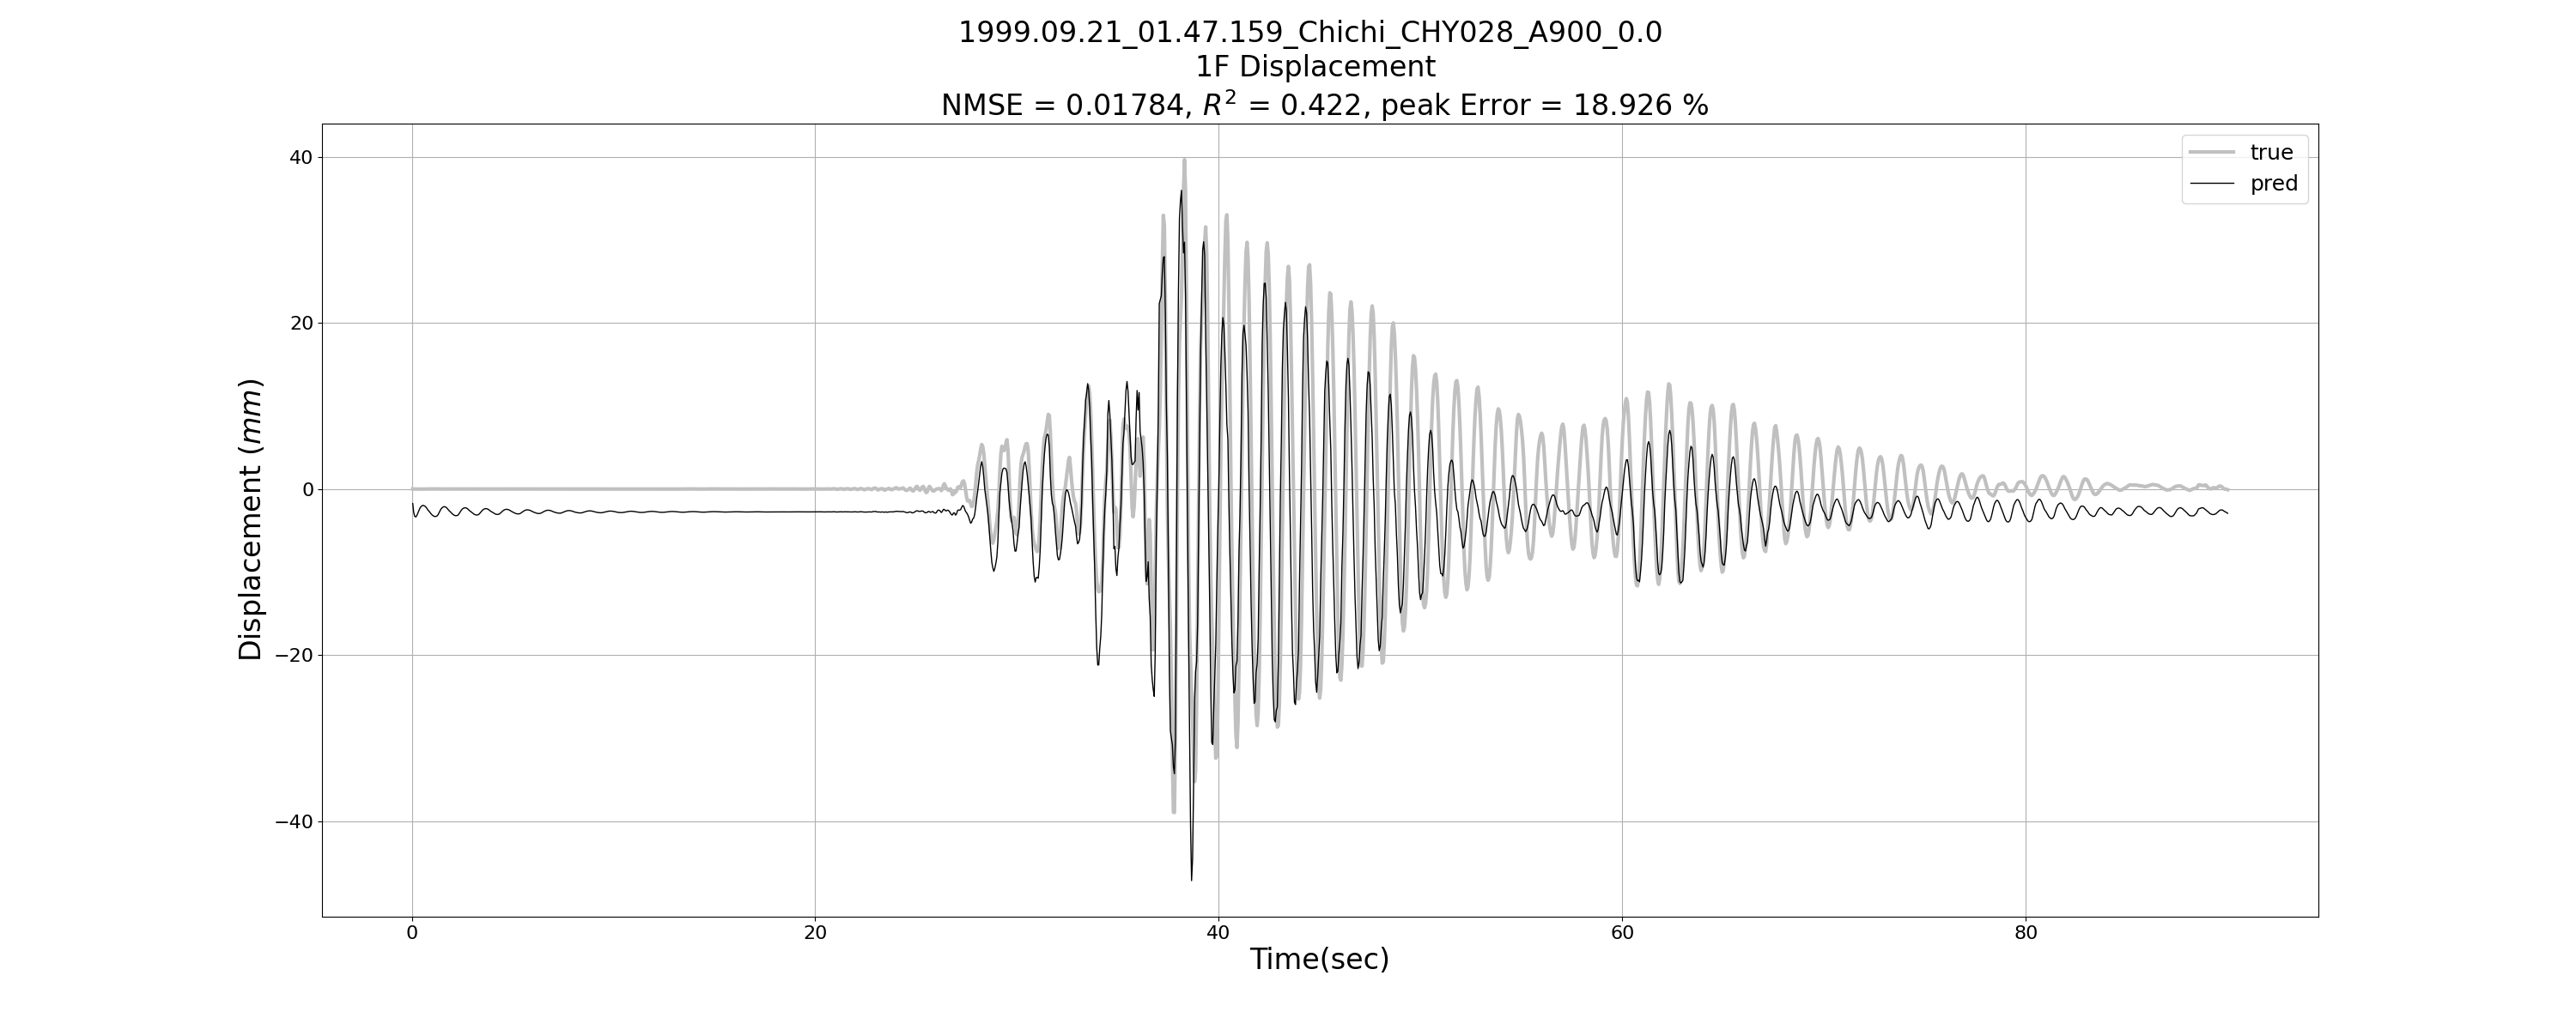 1999.09.21_01.47.159_Chichi_CHY028_A900_0.0
1F Displacement
NMSE = 0.01784, R² = 0.422, peak Error = 18.926 %
true
pred
40
20
0
−20
−40
Displacement (mm)
0 20 40 60 80
Time(sec)